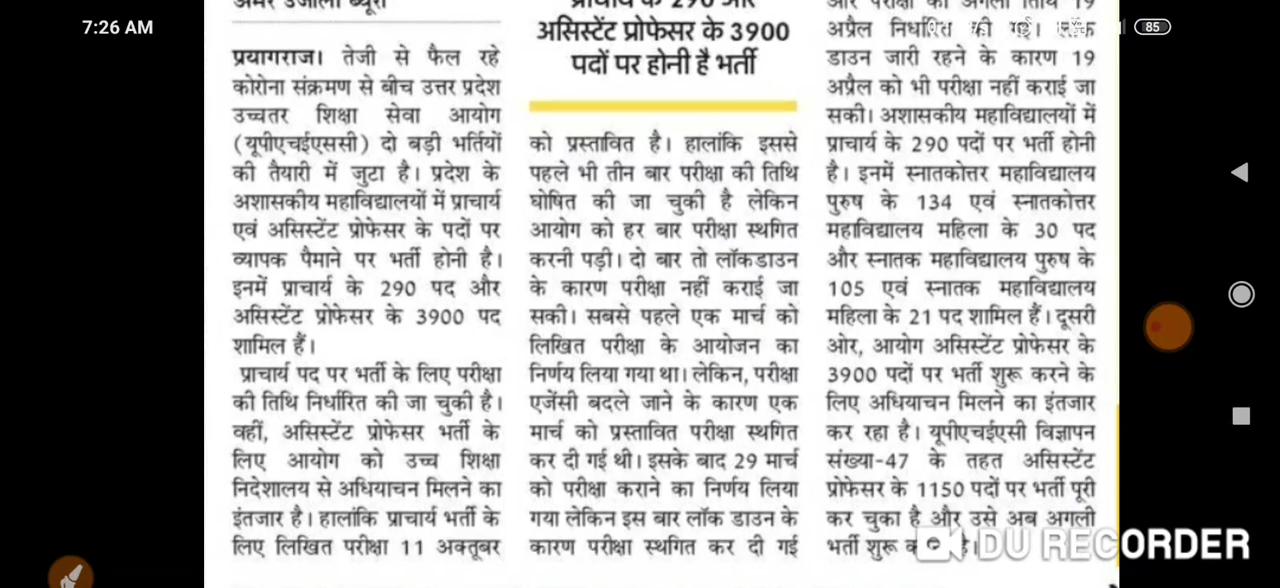 7:26 AM
85
अमर उजाला ब्यूरो
प्रयागराज। तेजी से फैल रहे
कोरोना संक्रमण से बीच उत्तर प्रदेश
उच्चतर शिक्षा सेवा आयोग
(यूपीएचईएससी) दो बड़ी भर्तियों
की तैयारी में जुटा है। प्रदेश के
अशासकीय महाविद्यालयों में प्राचार्य
एवं असिस्टेंट प्रोफेसर के पदों पर
व्यापक पैमाने पर भर्ती होनी है।
इनमें प्राचार्य के 290 पद और
असिस्टेंट प्रोफेसर के 3900 पद
शामिल हैं।
प्राचार्य पद पर भर्ती के लिए परीक्षा
की तिथि निर्धारित की जा चुकी है।
वहीं, असिस्टेंट प्रोफेसर भर्ती के
लिए आयोग को उच्च शिक्षा
निदेशालय से अधियाचन मिलने का
इंतजार है। हालांकि प्राचार्य भर्ती के
लिए लिखित परीक्षा 11 अक्तूबर
प्राचार्य के 290 और
असिस्टेंट प्रोफेसर के 3900
पदों पर होनी है भर्ती
को प्रस्तावित है। हालांकि इससे
पहले भी तीन बार परीक्षा की तिथि
घोषित की जा चुकी है लेकिन
आयोग को हर बार परीक्षा स्थगित
करनी पड़ी। दो बार तो लॉकडाउन
के कारण परीक्षा नहीं कराई जा
सकी। सबसे पहले एक मार्च को
लिखित परीक्षा के आयोजन का
निर्णय लिया गया था। लेकिन, परीक्षा
एजेंसी बदले जाने के कारण एक
मार्च को प्रस्तावित परीक्षा स्थगित
कर दी गई थी। इसके बाद 29 मार्च
को परीक्षा कराने का निर्णय लिया
गया लेकिन इस बार लॉक डाउन के
कारण परीक्षा स्थगित कर दी गई
और परीक्षा की अगली तिथि 19
अप्रैल निर्धारित की
डाउन जारी रहने के कारण 19
अप्रैल को भी परीक्षा नहीं कराई जा
सकी। अशासकीय महाविद्यालयों में
प्राचार्य के 290 पदों पर भर्ती होनी
है। इनमें स्नातकोत्तर महाविद्यालय
पुरुष के 134 एवं स्नातकोत्तर
महाविद्यालय महिला के 30 पद
और स्नातक महाविद्यालय पुरुष के
105 एवं स्नातक महाविद्यालय
महिला के 21 पद शामिल हैं। दूसरी
ओर, आयोग असिस्टेंट प्रोफेसर के
3900 पदों पर भर्ती शुरू करने के
लिए अधियाचन मिलने का इंतजार
कर रहा है। यूपीएचईएससी विज्ञापन
संख्या-47 के तहत असिस्टेंट
प्रोफेसर के 1150 पदों पर भर्ती पूरी
कर चुका है और उसे अब अगली
भर्ती शुरू
DU RECORDER